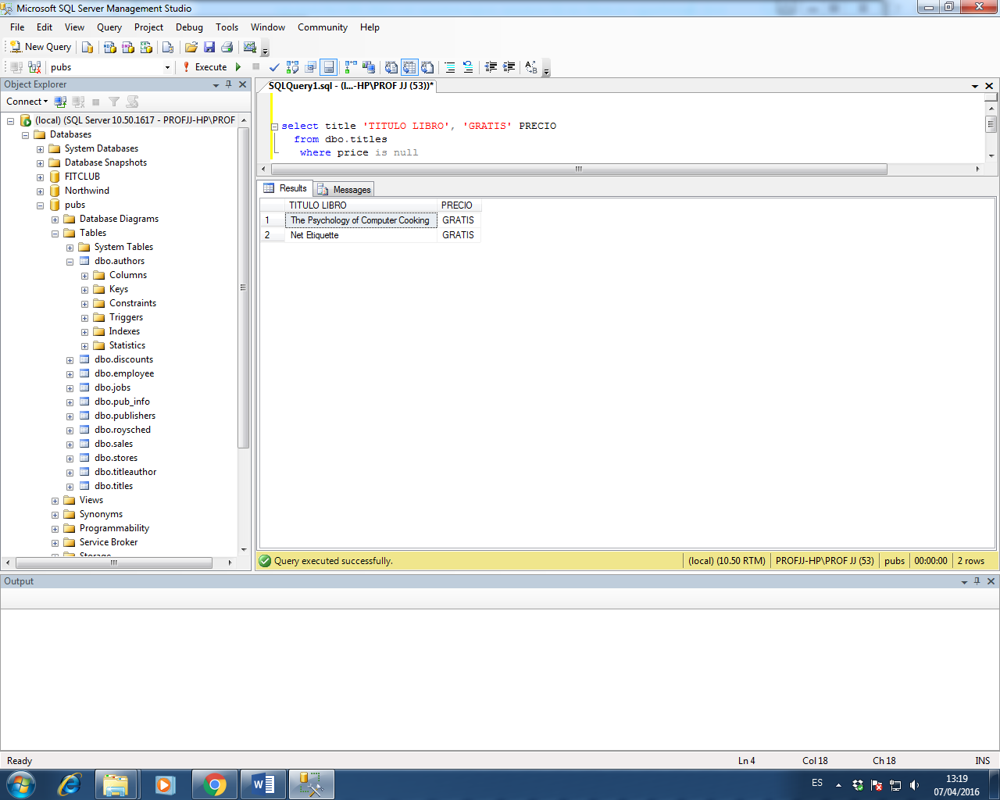 Microsoft SQL Server Management Studio
File Edit View Query Project Debug Tools Window Community Help
New Query
pubs Execute
Object Explorer
Connect
(local) (SQL Server 10.50.1617 - PROFJJ-HP\PROF
Databases
System Databases
Database Snapshots
FITCLUB
Northwind
pubs
Database Diagrams
Tables
System Tables
dbo.authors
Columns
Keys
Constraints
Triggers
Indexes
Statistics
dbo.discounts
dbo.employee
dbo.jobs
dbo.pub_info
dbo.publishers
dbo.roysched
dbo.sales
dbo.stores
dbo.titleauthor
dbo.titles
Views
Synonyms
Programmability
Service Broker
Storage
SQLQuery1.sql - (l...-HP\PROF JJ (53))*
select title 'TITULO LIBRO', 'GRATIS' PRECIO
from dbo.titles
where price is null
Results Messages
TITULO LIBRO PRECIO
1 The Psychology of Computer Cooking GRATIS
2 Net Etiquette GRATIS
Query executed successfully. (local) (10.50 RTM) PROFJJ-HP\PROF JJ (53) pubs 00:00:00 2 rows
Output
Ready Ln 4 Col 18 Ch 18 INS
ES 13:19
07/04/2016